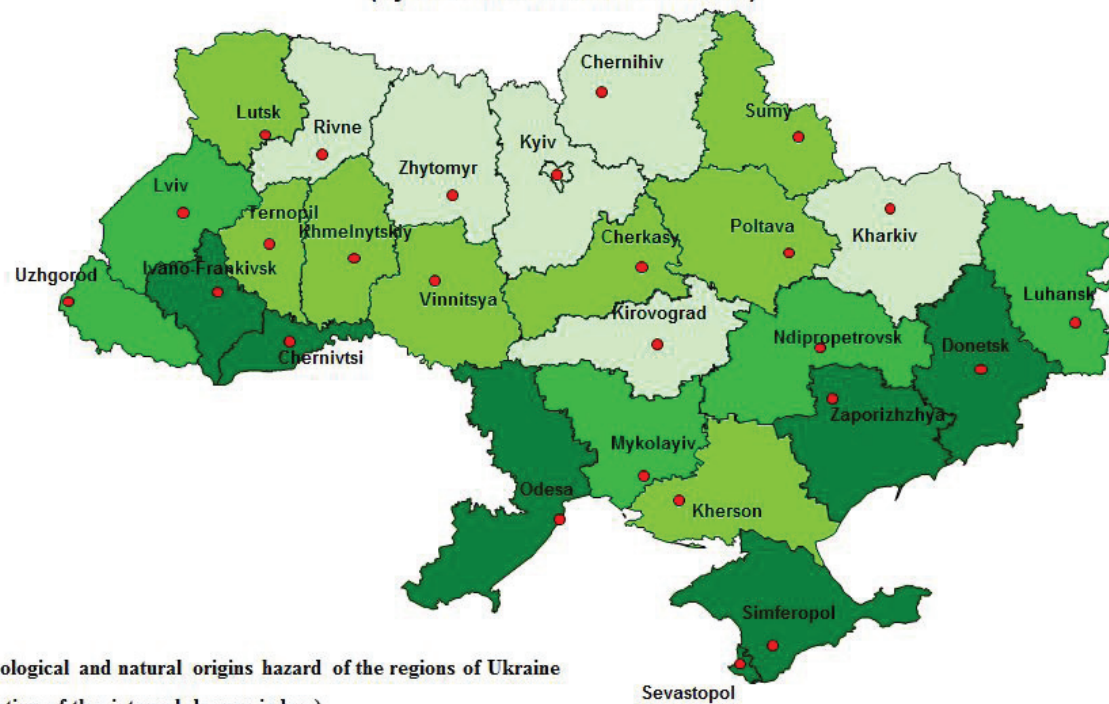 Chernihiv
Sumy
Lutsk
Rivne
Kyiv
Zhytomyr
Lviv
Ternopil
Khmelnytskiy
Cherkasy
Poltava
Kharkiv
Uzhgorod
Ivano-Frankivsk
Vinnitsya
Luhansk
Kirovograd
Ndipropetrovsk
Donetsk
Chernivtsi
Zaporizhzhya
Mykolayiv
Odesa
Kherson
Simferopol
Sevastopol
ological and natural origins hazard of the regions of Ukraine